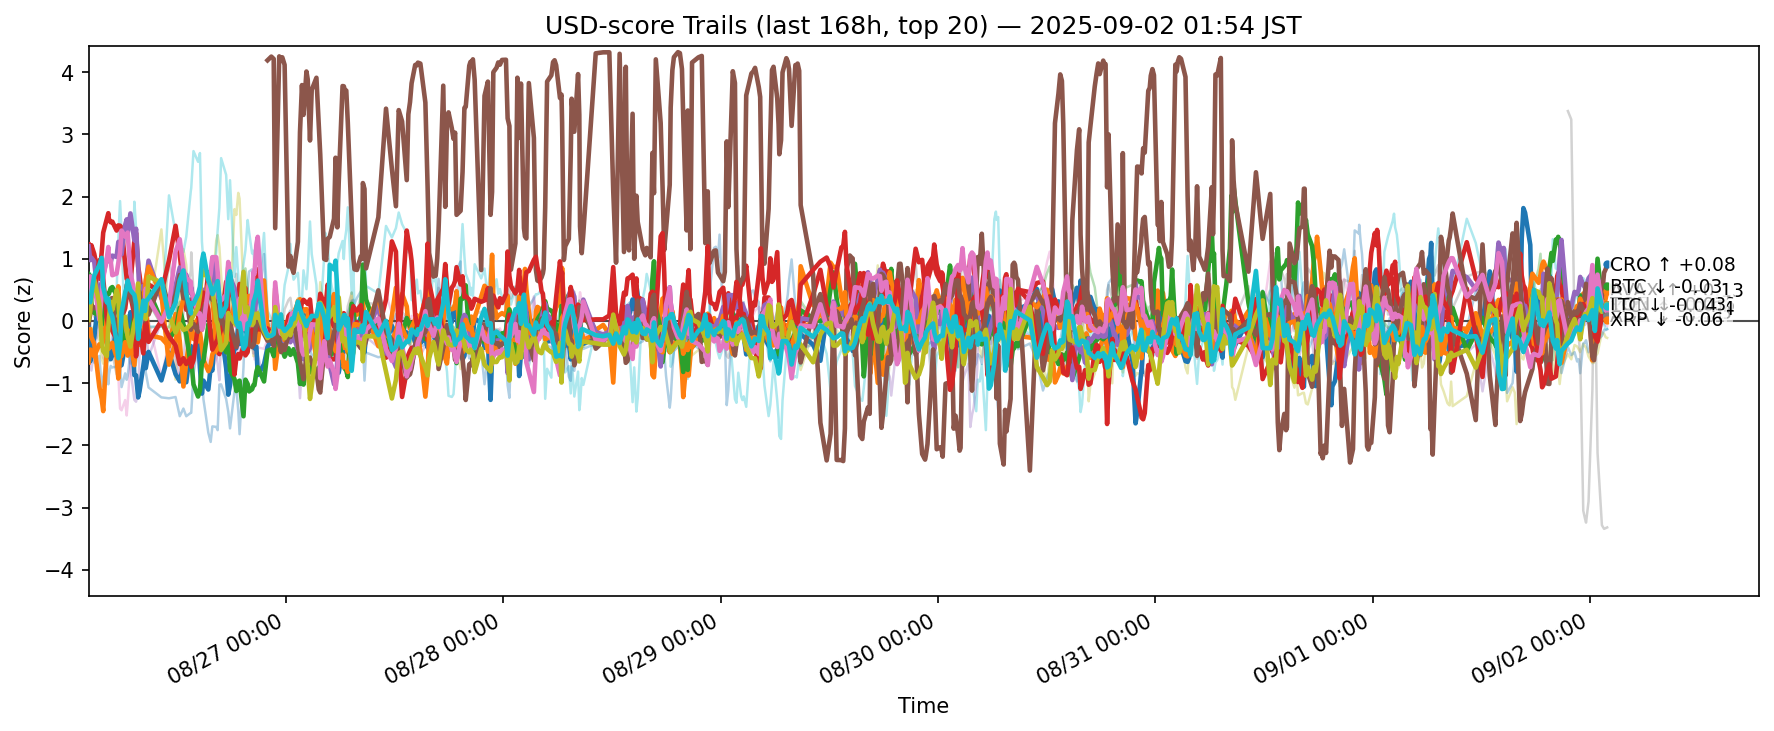 USD-score Trails (last 168h, top 20) — 2025-09-02 01:54 JST
Score (z)
4
3
2
1
0
−1
−2
−3
−4
CRO ↑ +0.08
BTC ↓ -0.03
XRP ↓ -0.06
08/27 00:00
08/28 00:00
08/29 00:00
08/30 00:00
08/31 00:00
09/01 00:00
09/02 00:00
Time